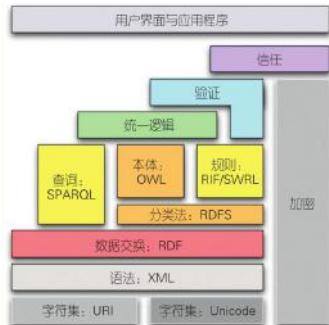 用户界面与应用程序
信任
验证
统一逻辑
查询：
SPARQL
本体：
OWL
规则：
RIF/SWRL
加密
分类法：RDFS
数据交换：RDF
语法：XML
字符集：URI
字符集：Unicode